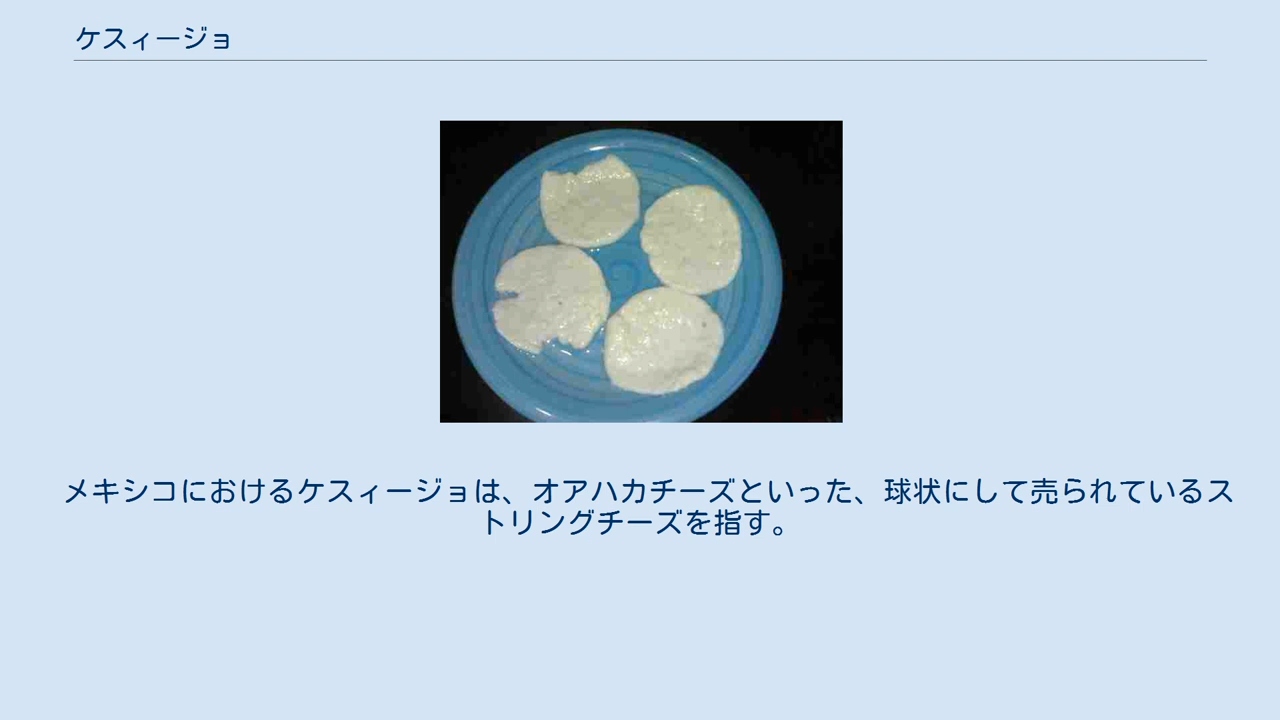 ケスィージョ
メキシコにおけるケスィージョは、オアハカチーズといった、球状にして売られているス
トリングチーズを指す。